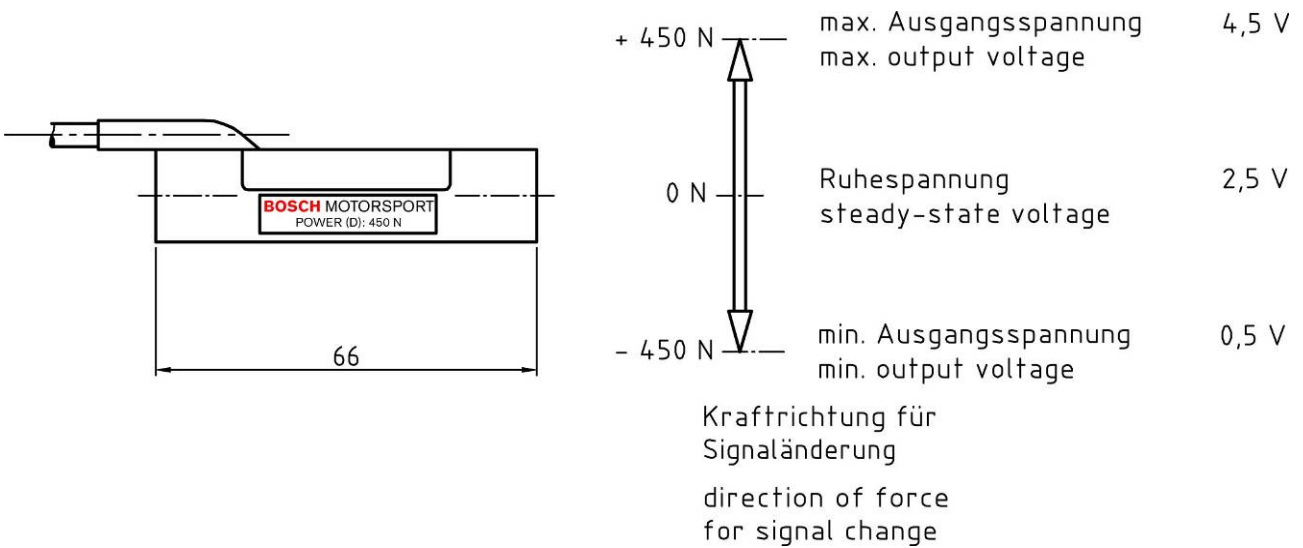 + 450 N
max. Ausgangsspannung
max. output voltage
4,5 V
BOSCH MOTORSPORT
POWER (D): 450 N
0 N
Ruhespannung
steady-state voltage
2,5 V
66
- 450 N
min. Ausgangsspannung
min. output voltage
0,5 V
Kraftrichtung für
Signaländerung
direction of force
for signal change